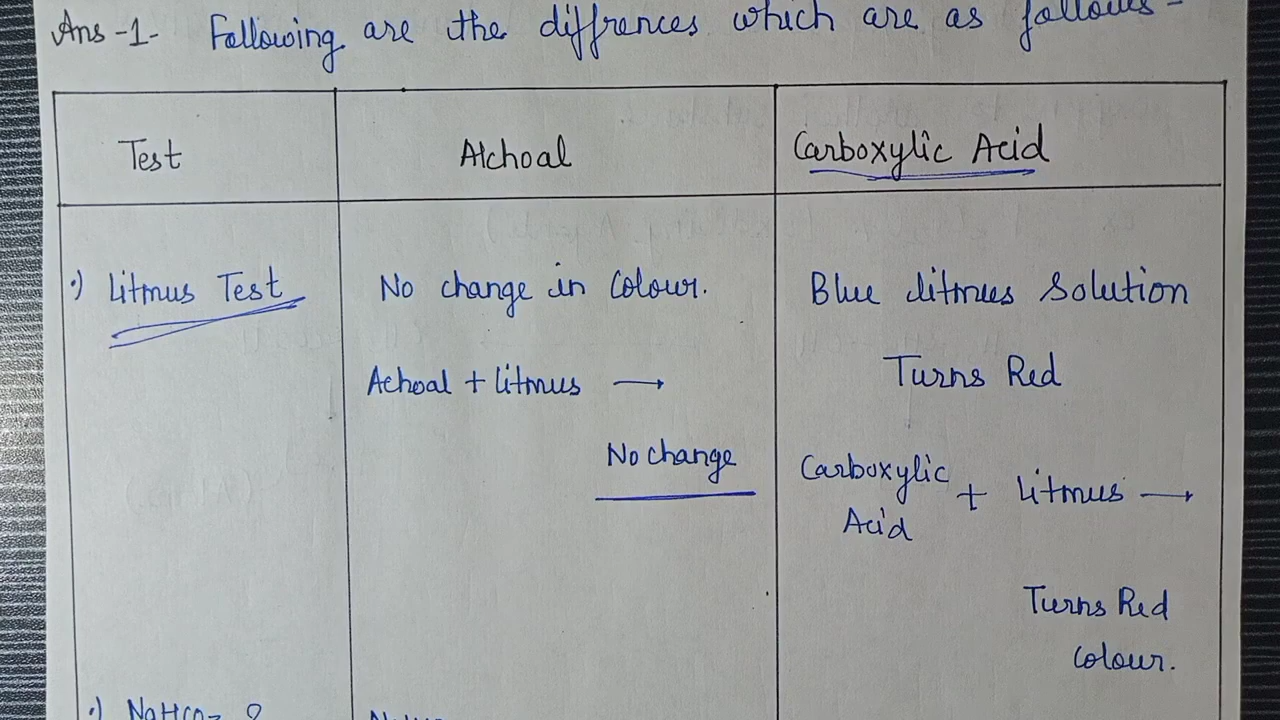 Ans-1- Following are the diffrences which are as follows-
Test
Alchoal
Carboxylic Acid
•) Litmus Test
No change in Colour.
Achoal + litmus →
No change
Blue litmus Solution
Turns Red
Carboxylic Acid + litmus →
Turns Red
colour.